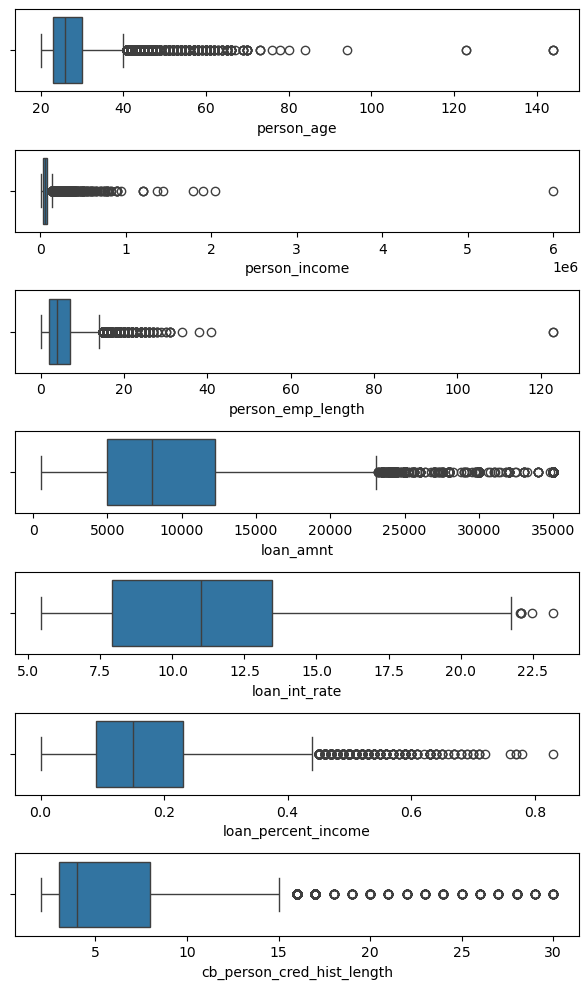 20 40 60 80 100 120 140
person_age
0 1 2 3 4 5 6
person_income 1e6
0 20 40 60 80 100 120
person_emp_length
0 5000 10000 15000 20000 25000 30000 35000
loan_amnt
5.0 7.5 10.0 12.5 15.0 17.5 20.0 22.5
loan_int_rate
0.0 0.2 0.4 0.6 0.8
loan_percent_income
5 10 15 20 25 30
cb_person_cred_hist_length